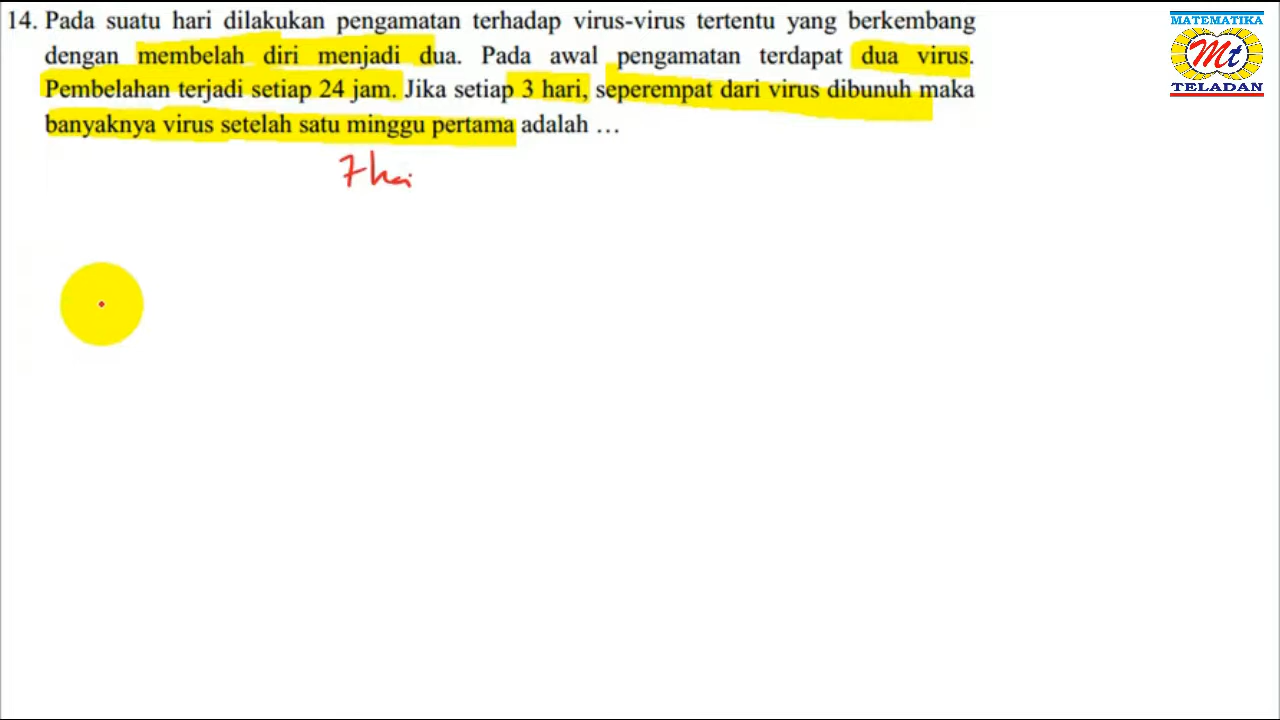 14. Pada suatu hari dilakukan pengamatan terhadap virus-virus tertentu yang berkembang
dengan membelah diri menjadi dua. Pada awal pengamatan terdapat dua virus.
Pembelahan terjadi setiap 24 jam. Jika setiap 3 hari, seperempat dari virus dibunuh maka
banyaknya virus setelah satu minggu pertama adalah …
7 hai
MATEMATIKA
Mt
TELADAN